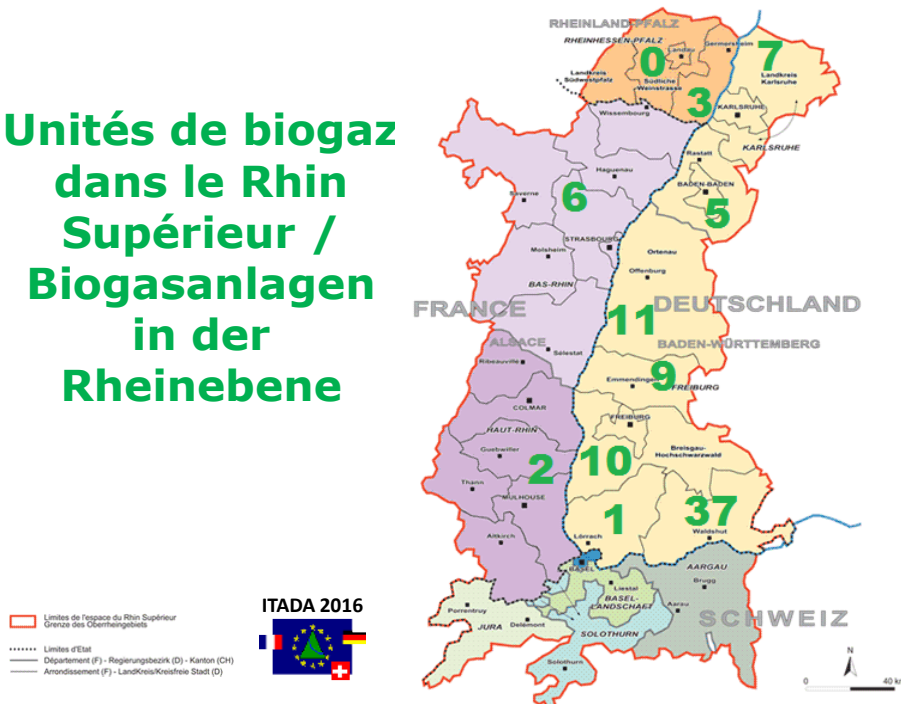 Unités de biogaz
dans le Rhin
Supérieur /
Biogasanlagen
in der
Rheinebene
RHEINLAND-PFALZ
RHEINHESSEN-PFALZ
Landau
Germersheim
0
7
Landkreis
Südwestpfalz
Südliche
Weinstrasse
Landkreis
Karlsruhe
3
KARLSRUHE
Wissembourg
KARLSRUHE
Rastatt
Haguenau
BADEN-BADEN
Saverne
6
5
STRASBOURG
Ortenau
Molsheim
Offenburg
BAS-RHIN
FRANCE
DEUTSCHLAND
11
ALSACE
BADEN-WÜRTTEMBERG
Sélestat
Ribeauville
9
Emmendingen
FREIBURG
COLMAR
FREIBURG
HAUT-RHIN
Guebwiller
Breisgau-
Hochschwarzwald
2
10
Thann
MULHOUSE
1
37
Altkirch
Lörrach
Waldshut
BASEL
AARGAU
Liestal
Brugg
BASEL-
LANDSCHAFT
Aarau
Porrentruy
Delémont
SCHWEIZ
JURA
SOLOTHURN
Solothurn
ITADA 2016
Limites de l'espace du Rhin Supérieur
Grenze des Oberrheingebiets
Limites d'Etat
Département (F) - Regierungsbezirk (D) - Kanton (CH)
Arrondissement (F) - LandKreis/Kreisfreie Stadt (D)
N
0
40 km